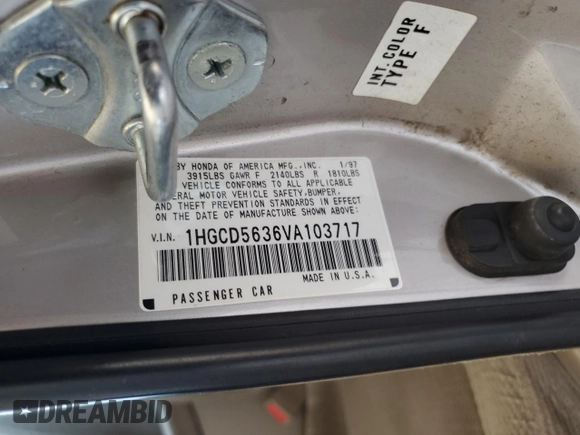 INT. COLOR
TYPE F
BY HONDA OF AMERICA MFG., INC. 1/97
3915LBS GAWR F 2140LBS R 1810LBS
VEHICLE CONFORMS TO ALL APPLICABLE
MOTOR VEHICLE SAFETY, BUMPER,
AND THEFT PREVENTION STANDARDS IN EFFECT
ON THE DATE OF MANUFACTURE SHOWN ABOVE:
V.I.N. 1HGCD5636VA103717
MADE IN U.S.A.
PASSENGER CAR
DREAMBID